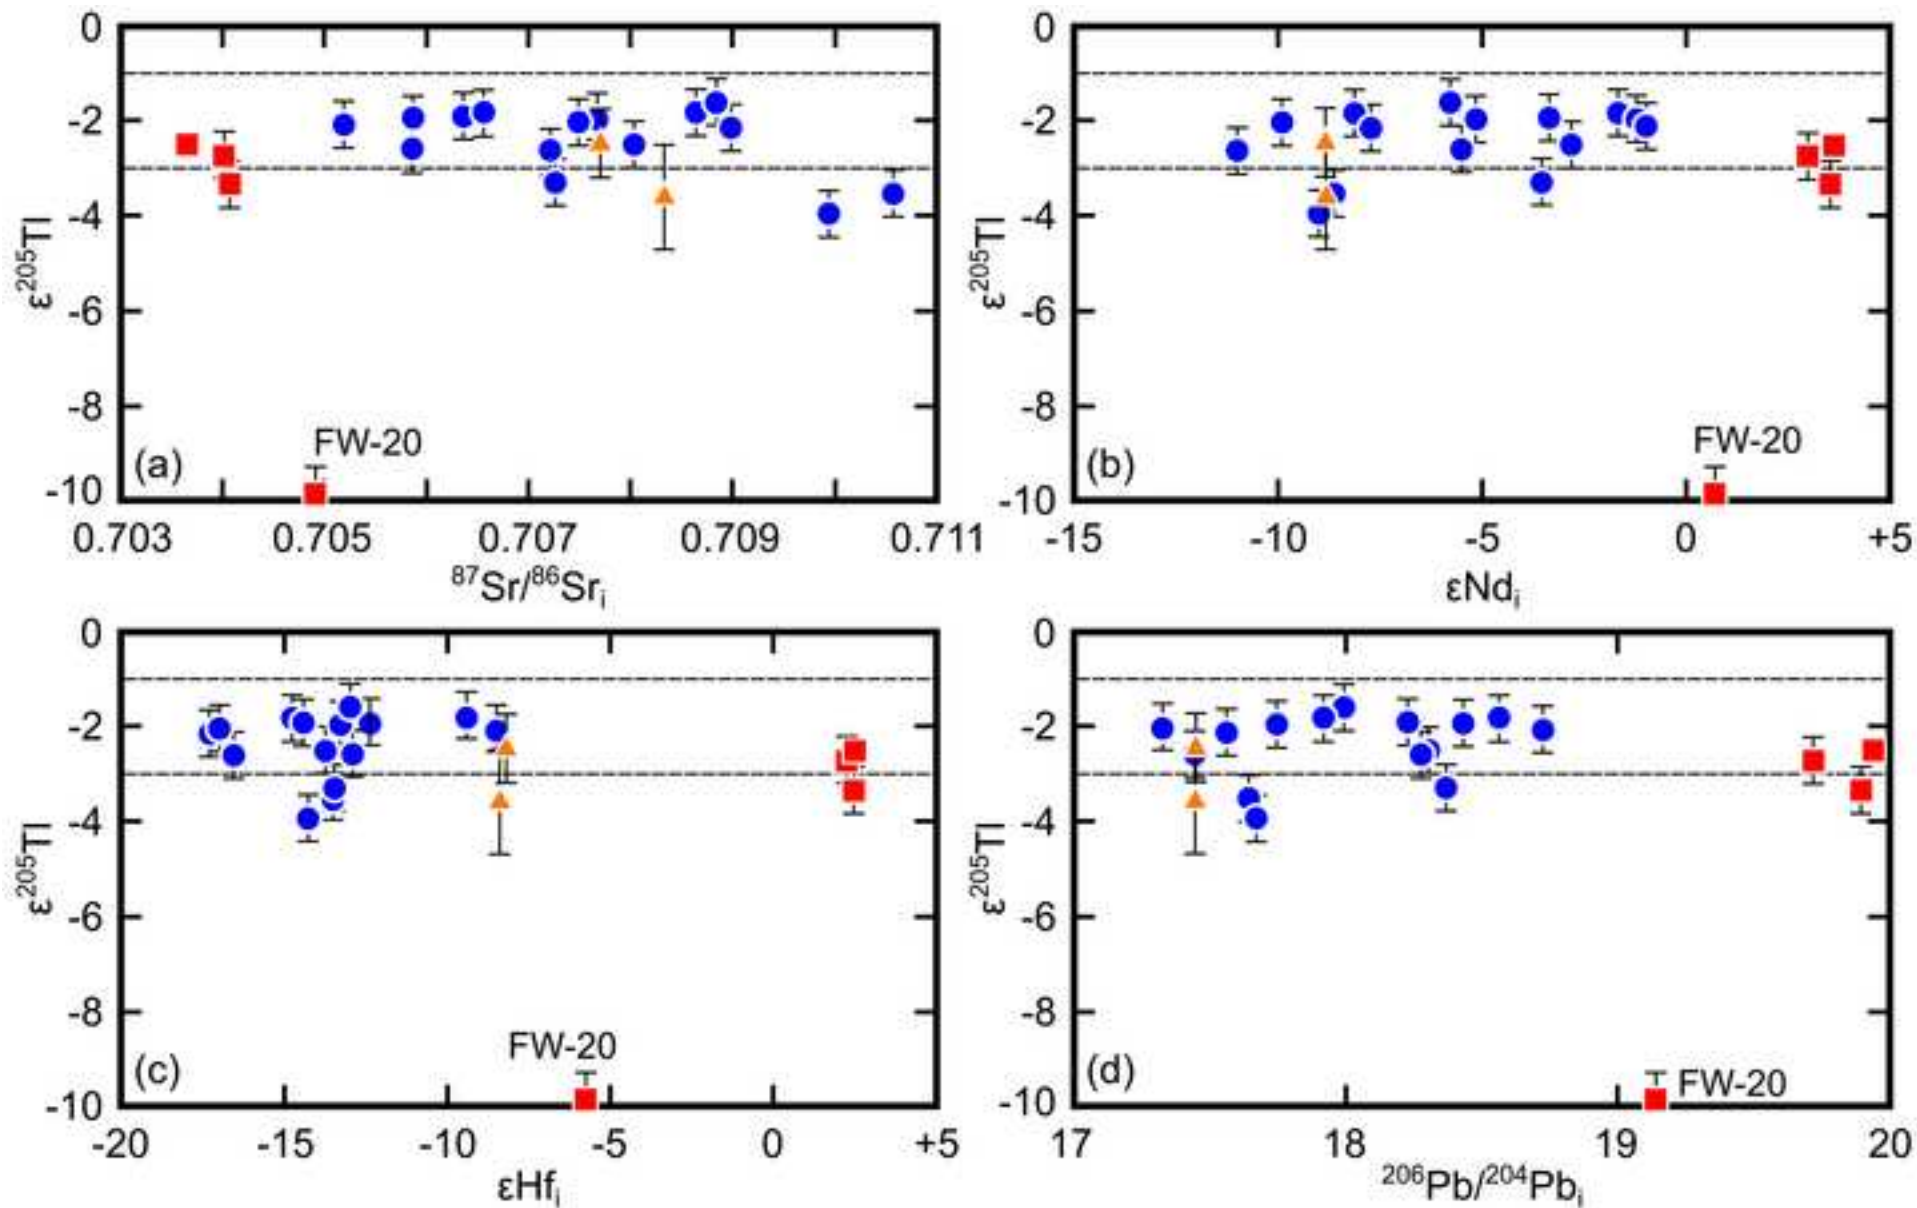 0
-2
-4
-6
-8
-10
ε²⁰⁵Tl
FW-20
(a)
0.703 0.705 0.707 0.709 0.711
⁸⁷Sr/⁸⁶Srᵢ
0
-2
-4
-6
-8
-10
ε²⁰⁵Tl
FW-20
(b)
-15 -10 -5 0 +5
εNdᵢ
0
-2
-4
-6
-8
-10
ε²⁰⁵Tl
FW-20
(c)
-20 -15 -10 -5 0 +5
εHfᵢ
0
-2
-4
-6
-8
-10
ε²⁰⁵Tl
(d)
FW-20
17 18 19 20
²⁰⁶Pb/²⁰⁴Pbᵢ